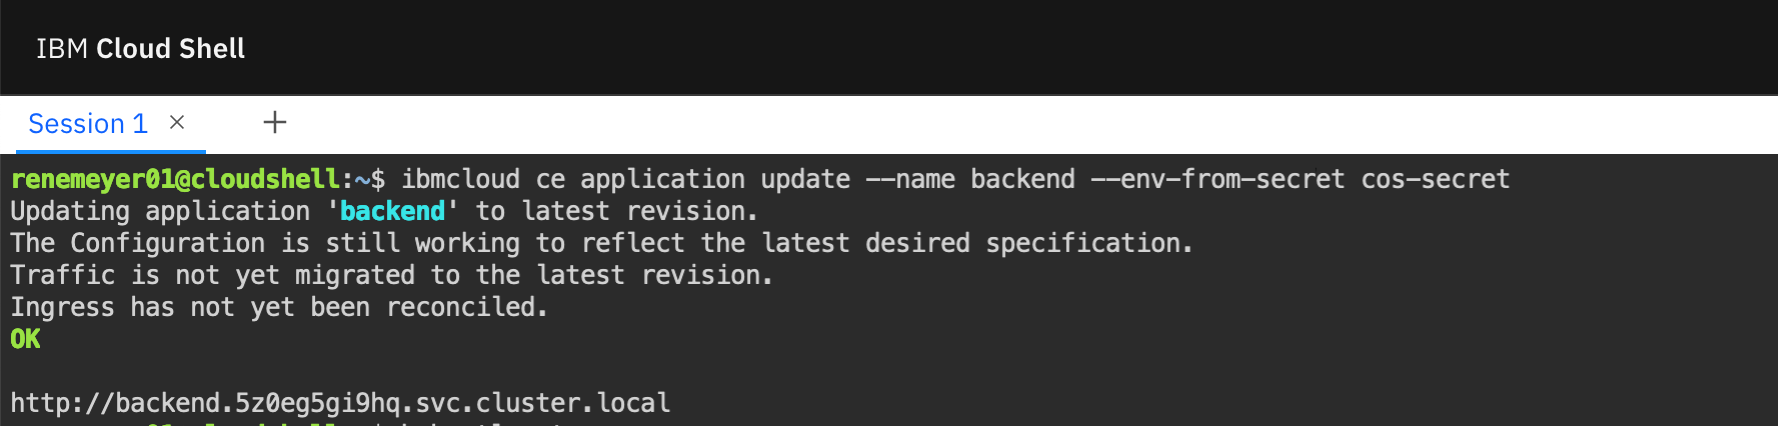 IBM Cloud Shell
Session 1 × +
renemeyer01@cloudshell:~$ ibmcloud ce application update --name backend --env-from-secret cos-secret
Updating application 'backend' to latest revision.
The Configuration is still working to reflect the latest desired specification.
Traffic is not yet migrated to the latest revision.
Ingress has not yet been reconciled.
OK
http://backend.5z0eg5gi9hq.svc.cluster.local